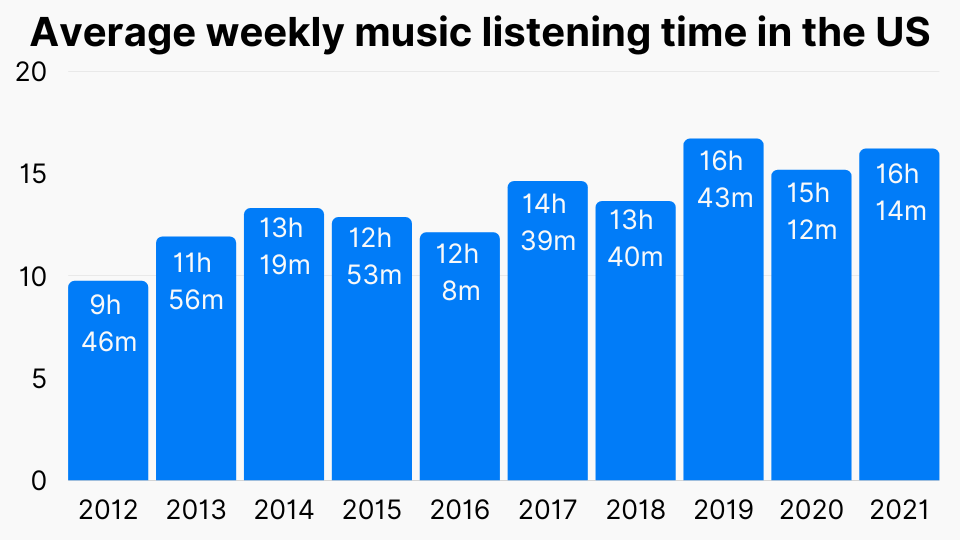 Average weekly music listening time in the US
20
15
10
5
0
9h
46m
11h
56m
13h
19m
12h
53m
12h
8m
14h
39m
13h
40m
16h
43m
15h
12m
16h
14m
2012 2013 2014 2015 2016 2017 2018 2019 2020 2021